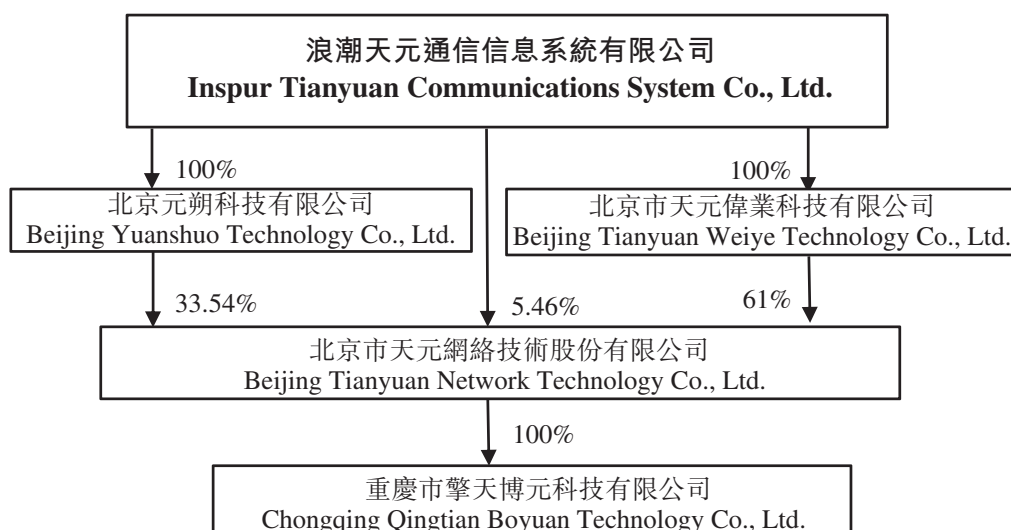 浪潮天元通信信息系統有限公司
Inspur Tianyuan Communications System Co., Ltd.
100%
100%
北京元朔科技有限公司
Beijing Yuanshuo Technology Co., Ltd.
北京市天元偉業科技有限公司
Beijing Tianyuan Weiye Technology Co., Ltd.
33.54%
5.46%
61%
北京市天元網絡技術股份有限公司
Beijing Tianyuan Network Technology Co., Ltd.
100%
重慶市擎天博元科技有限公司
Chongqing Qingtian Boyuan Technology Co., Ltd.